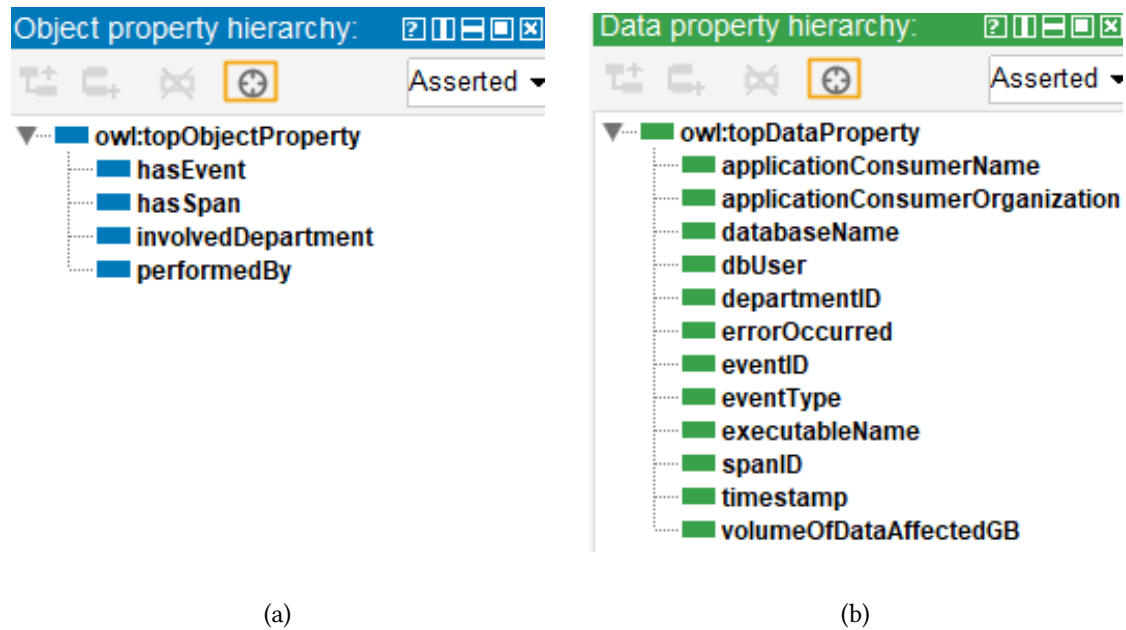 Object property hierarchy:
Asserted
owl:topObjectProperty
hasEvent
hasSpan
involvedDepartment
performedBy
(a)
Data property hierarchy:
Asserted
owl:topDataProperty
applicationConsumerName
applicationConsumerOrganization
databaseName
dbUser
departmentID
errorOccurred
eventID
eventType
executableName
spanID
timestamp
volumeOfDataAffectedGB
(b)